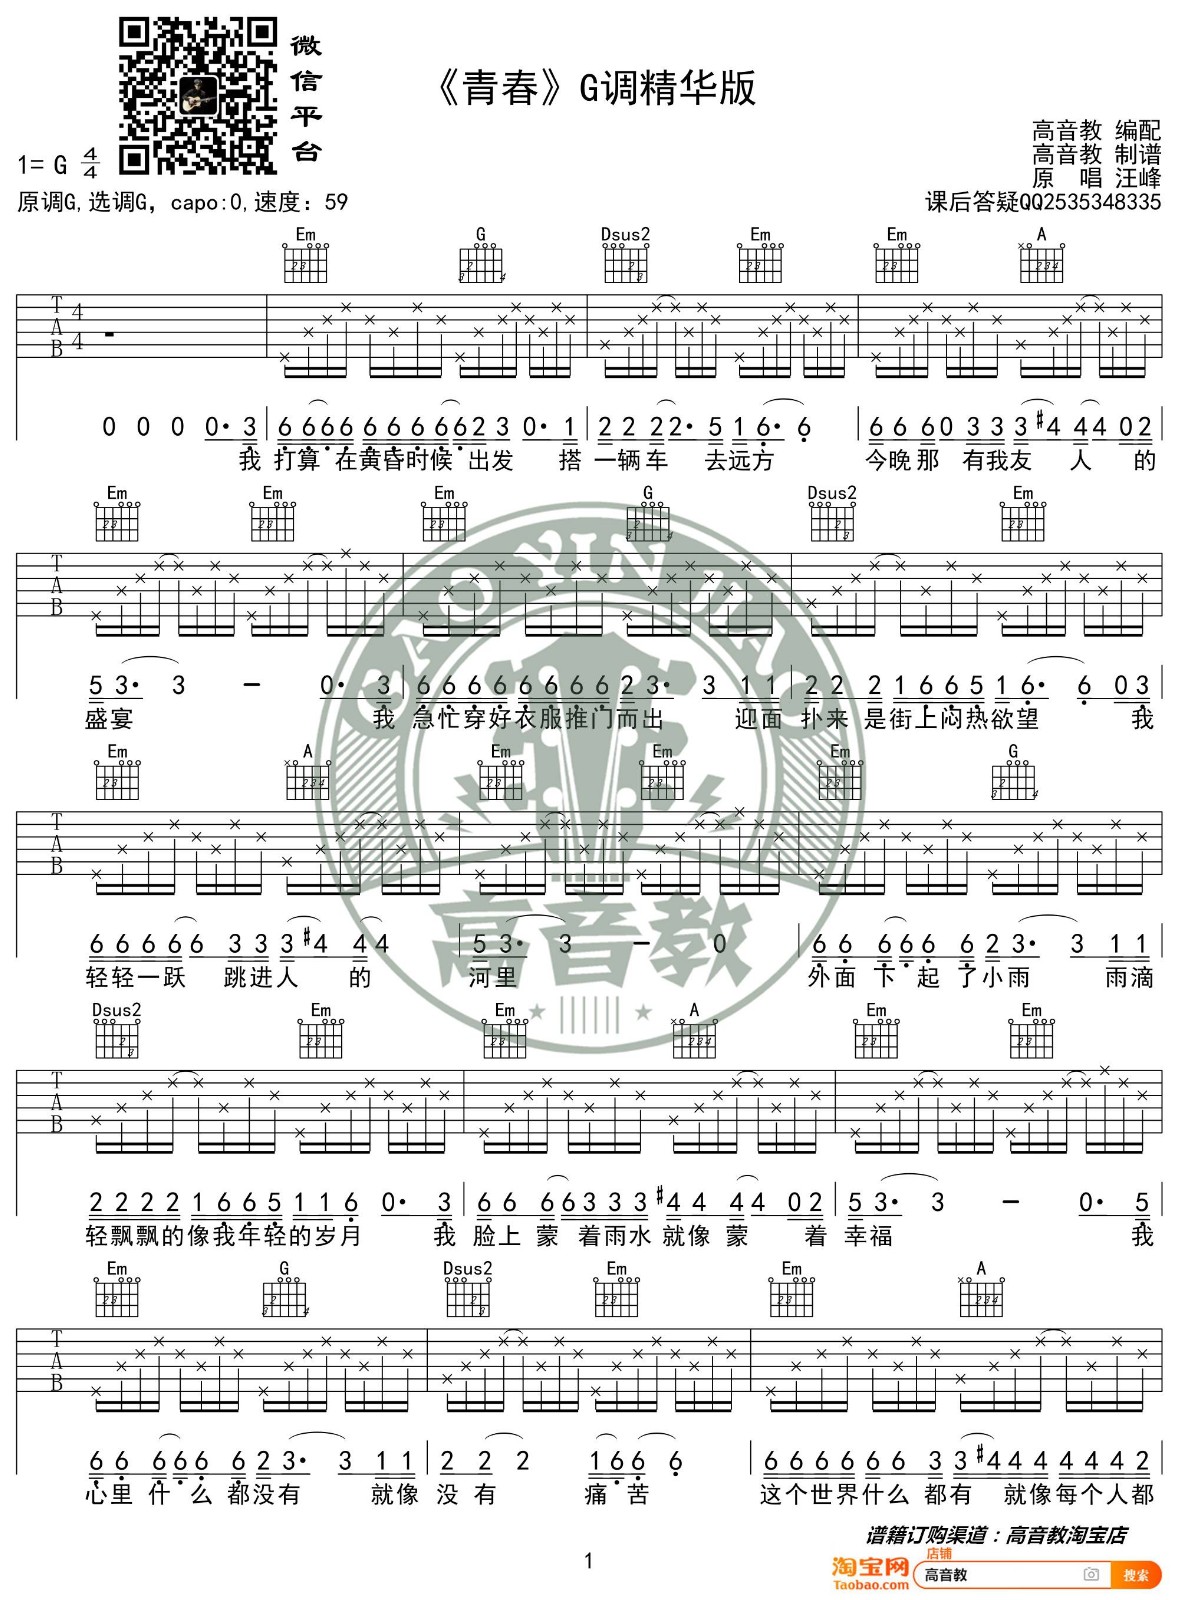 微信平台
《青春》G调精华版
高音教 编配
高音教 制谱
原 唱 汪峰
课后答疑QQ2535348335
1= G 4/4
原调G,选调G, capo:0,速度: 59
Em G Dsus2 Em Em A
T A B 4 4
0 0 0 0· 3 6 6 6 6 6 6 6 6 6 6 2 3 0· 1 2 2 2 2· 5 1 6· 6 6 6 6 0 3 3 3 3 #4 4 4 0 2
我 打算 在黄昏时候 出发 搭 一辆车 去远方 今晚那 有我友 人 的
Em Em Em G Dsus2 Em
T A B
5 3· 3 − 0· 3 6 6 6 6 6 6 6 6 2 3· 3 1 1 2 2 2 1 6 6 5 1 6· 6 0 3
盛宴 我 急忙穿好衣服推门而出 迎面 扑来 是街上闷热欲望 我
Em A Em Em Em G
T A B
6 6 6 6 6 3 3 3 #4 4 4 5 3· 3 − 0 6 6 6 6 6 6 2 3· 3 1 1
轻轻一跃 跳进人 的 河里 外面 下 起 了小雨 雨滴
Dsus2 Em Em A Em Em
T A B
2 2 2 2 1 6 6 5 1 1 6 0· 3 6 6 6 6 3 3 3 #4 4 4 4 0 2 5 3· 3 − 0· 5
轻飘飘的像我年轻的岁月 我 脸上 蒙 着雨水 就像 蒙 着 幸福 我
Em G Dsus2 Em Em A
T A B
6 6 6 6 6 6 2 3· 3 1 1 2 2 2 1 6 6 6 6 6 6 6 6 6 3 3 #4 4 4 4 4 2
心里 什 么 都没有 就像 没有 痛苦 这个世界什么 都有 就像每个人都
谱籍订购渠道：高音教淘宝店
1
淘宝网
Taobao.com
店铺
高音教
搜索
GAO YIN JIAO
高音教